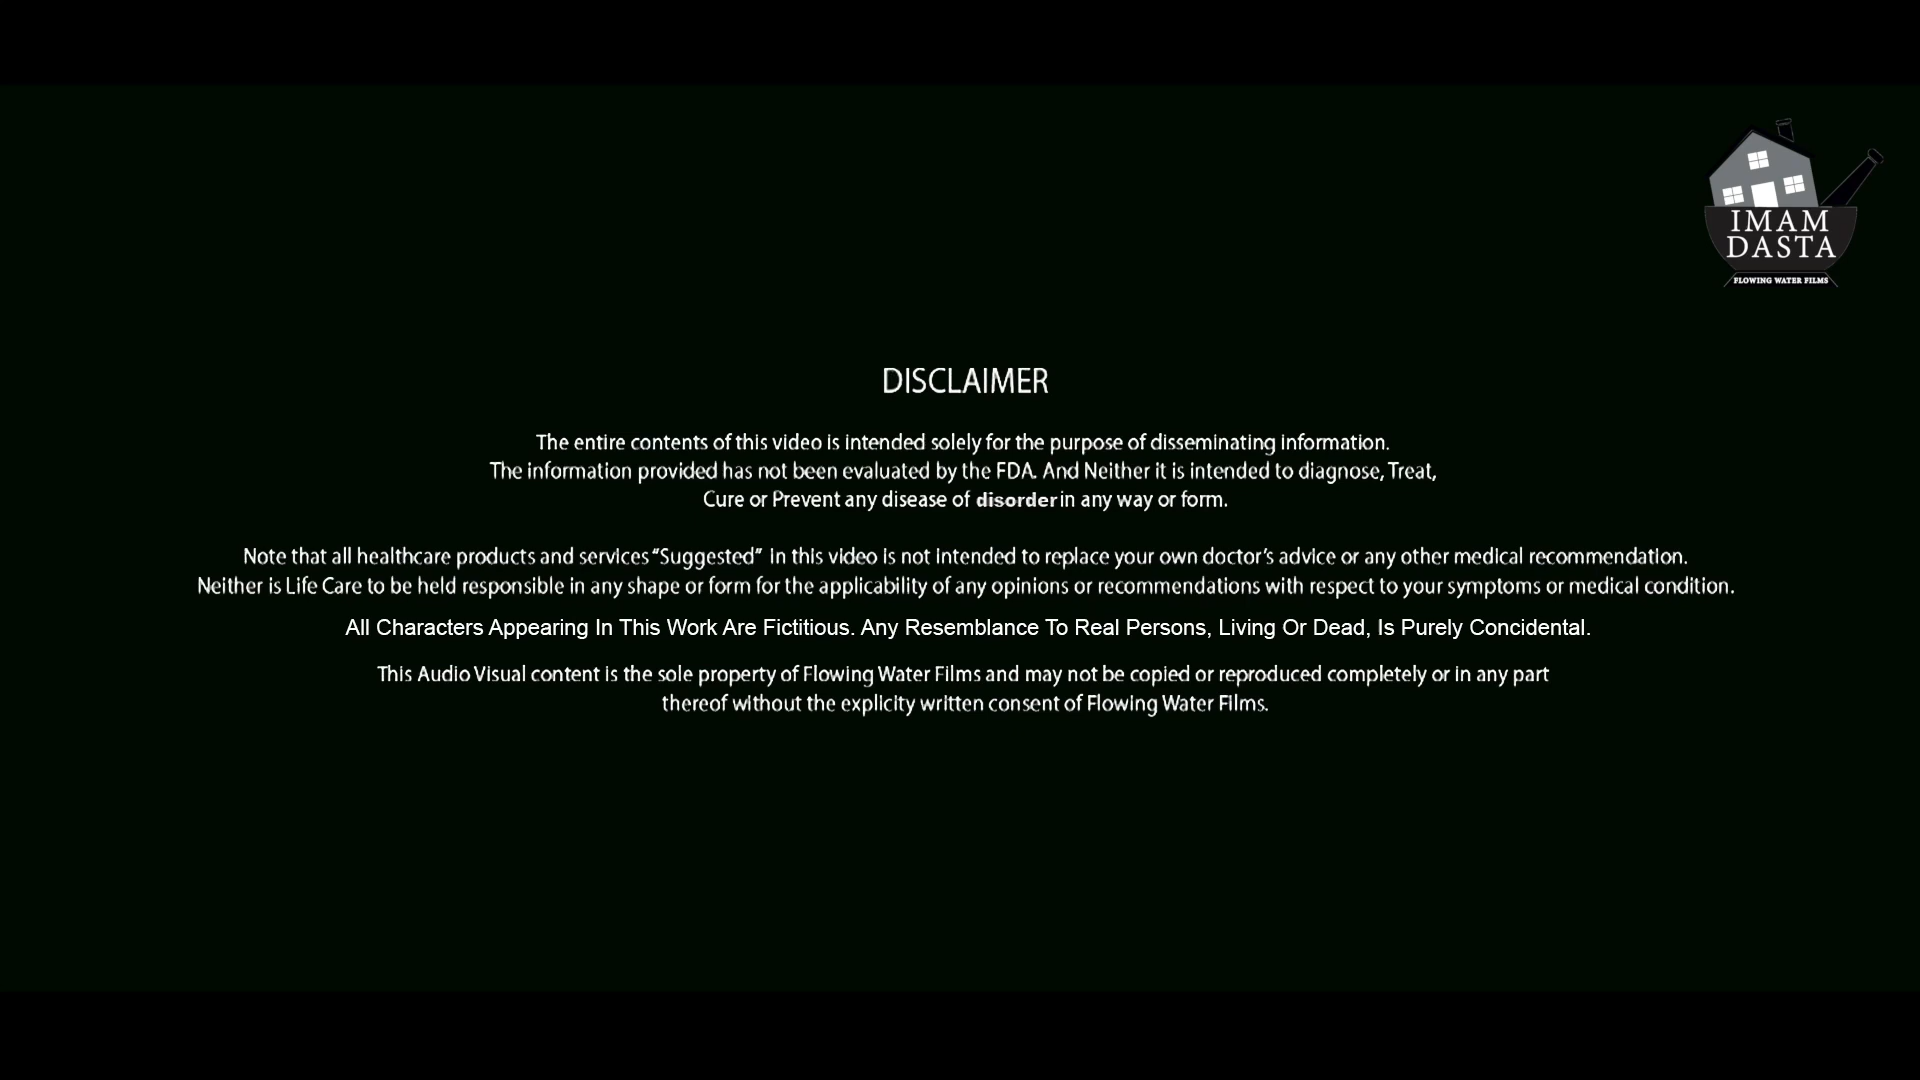 IMAM
DASTA
FLOWING WATER FILMS
DISCLAIMER
The entire contents of this video is intended solely for the purpose of disseminating information.
The information provided has not been evaluated by the FDA. And Neither it is intended to diagnose, Treat,
Cure or Prevent any disease of disorder in any way or form.
Note that all healthcare products and services “Suggested” in this video is not intended to replace your own doctor’s advice or any other medical recommendation.
Neither is Life Care to be held responsible in any shape or form for the applicability of any opinions or recommendations with respect to your symptoms or medical condition.
All Characters Appearing In This Work Are Fictitious. Any Resemblance To Real Persons, Living Or Dead, Is Purely Concidental.
This Audio Visual content is the sole property of Flowing Water Films and may not be copied or reproduced completely or in any part
thereof without the explicity written consent of Flowing Water Films.